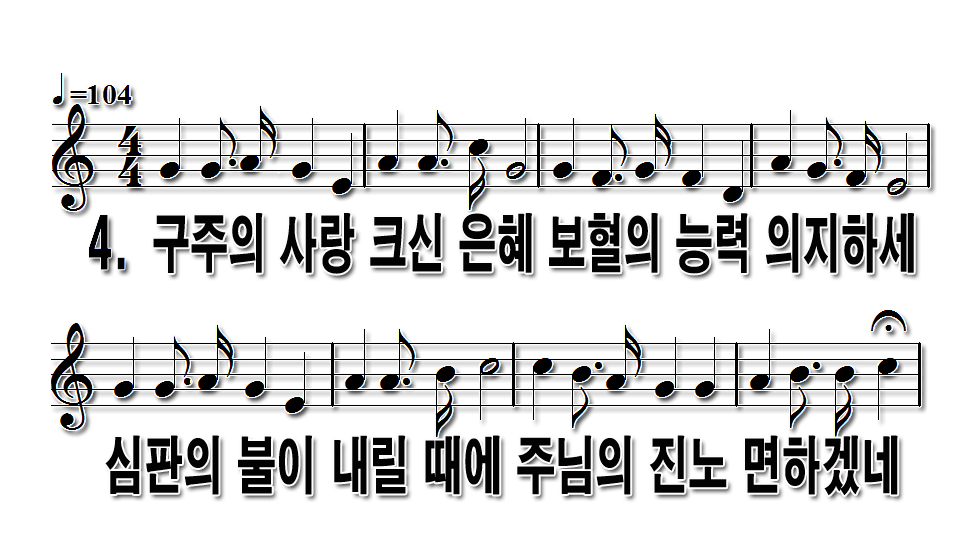 ♩=104
4. 구주의 사랑 크신 은혜 보혈의 능력 의지하세
심판의 불이 내릴 때에 주님의 진노 면하겠네